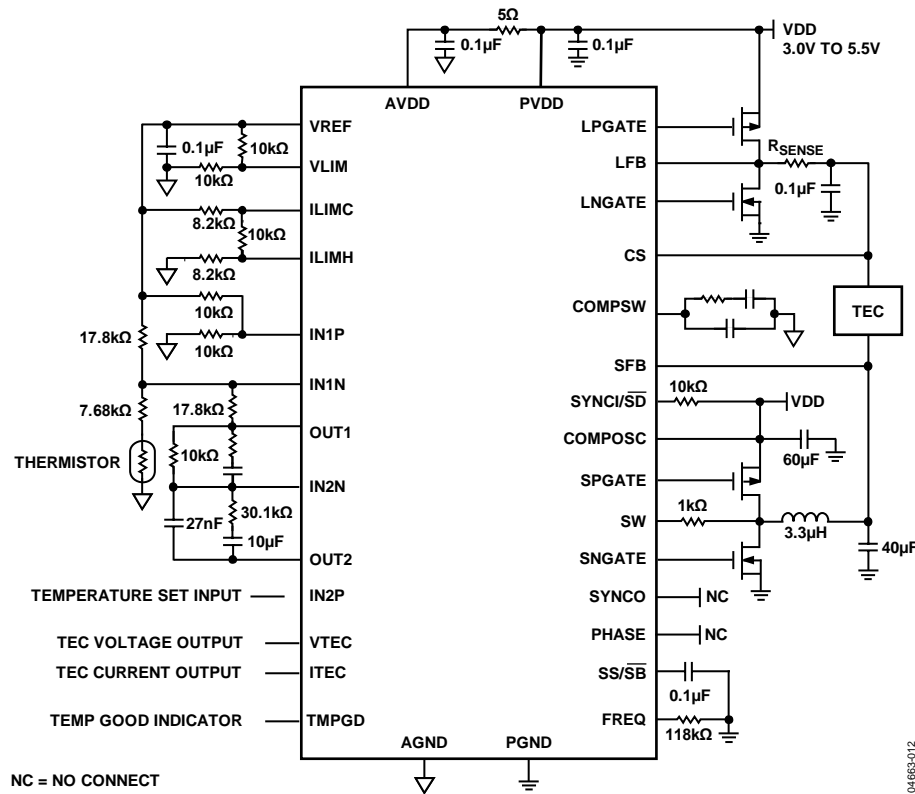 5Ω
0.1µF
0.1µF
VDD
3.0V TO 5.5V
AVDD
PVDD
VREF
0.1µF
10kΩ
VLIM
10kΩ
ILIMC
8.2kΩ
10kΩ
ILIMH
8.2kΩ
10kΩ
IN1P
10kΩ
17.8kΩ
IN1N
7.68kΩ
17.8kΩ
OUT1
THERMISTOR
10kΩ
IN2N
30.1kΩ
27nF
10µF
OUT2
TEMPERATURE SET INPUT
IN2P
TEC VOLTAGE OUTPUT
VTEC
TEC CURRENT OUTPUT
ITEC
TEMP GOOD INDICATOR
TMPGD
AGND
PGND
LPGATE
LFB
RSENSE
0.1µF
LNGATE
CS
COMPSW
TEC
SFB
SYNCI/SD
10kΩ
VDD
COMPOSC
60µF
SPGATE
SW
1kΩ
3.3µH
40µF
SNGATE
SYNCO
NC
PHASE
NC
SS/SB
0.1µF
FREQ
118kΩ
NC = NO CONNECT
04663-012